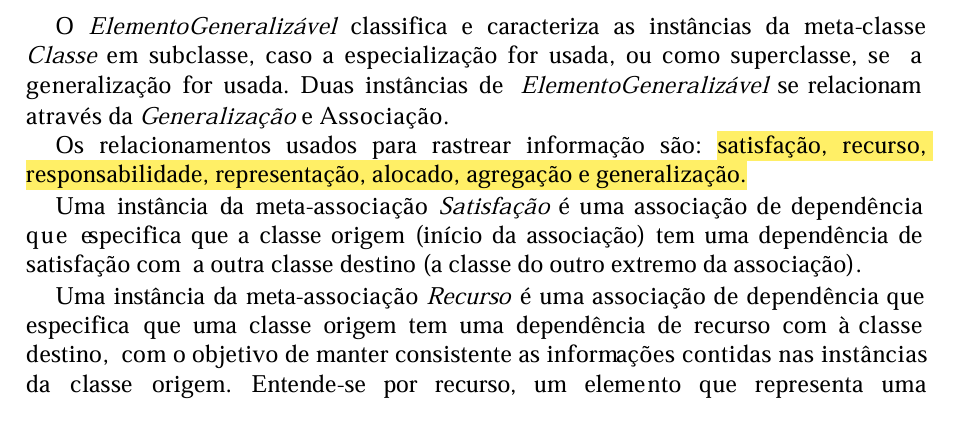 O ElementoGeneralizável classifica e caracteriza as instâncias da meta-classe
Classe em subclasse, caso a especialização for usada, ou como superclasse, se a
generalização for usada. Duas instâncias de ElementoGeneralizável se relacionam
através da Generalização e Associação.
Os relacionamentos usados para rastrear informação são: satisfação, recurso,
responsabilidade, representação, alocado, agregação e generalização.
Uma instância da meta-associação Satisfação é uma associação de dependência
que especifica que a classe origem (início da associação) tem uma dependência de
satisfação com a outra classe destino (a classe do outro extremo da associação).
Uma instância da meta-associação Recurso é uma associação de dependência que
especifica que uma classe origem tem uma dependência de recurso com à classe
destino, com o objetivo de manter consistente as informações contidas nas instâncias
da classe origem. Entende-se por recurso, um elemento que representa uma